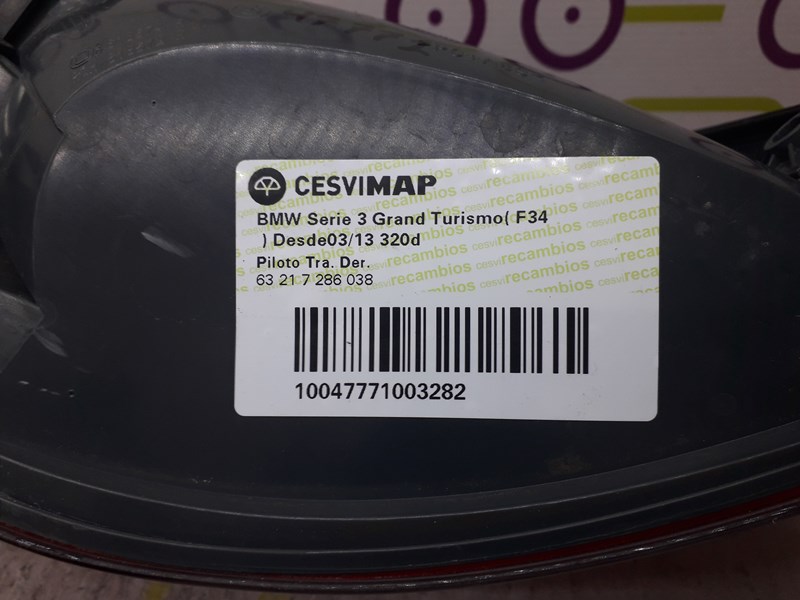 CESVIMAP
BMW Serie 3 Grand Turismo( F34
) Desde03/13 320d
Piloto Tra. Der.
63 21 7 286 038
10047771003282
cesvirecambios